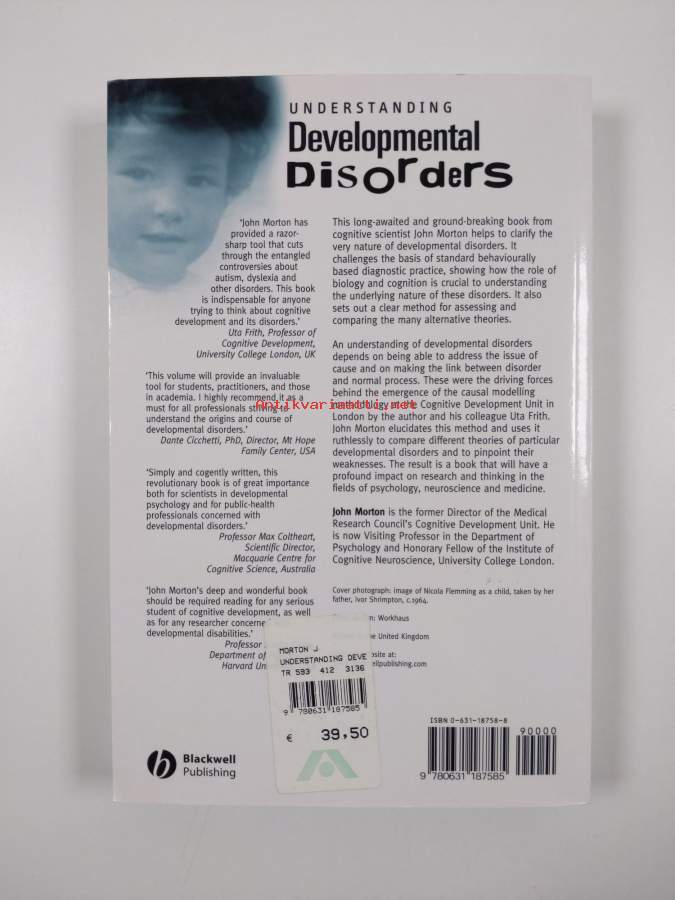 UNDERSTANDING
Developmental
Disorders
'John Morton has
provided a razor-
sharp tool that cuts
through the entangled
controversies about
autism, dyslexia and
other disorders. This book
is indispensable for anyone
trying to think about cognitive
development and its disorders.'
Uta Frith, Professor of
Cognitive Development,
University College London, UK
'This volume will provide an invaluable
tool for students, practitioners, and those
in academia. I highly recommend it as a
must for all professionals striving to
understand the origins and course of
developmental disorders.'
Dante Cicchetti, PhD, Director, Mt Hope
Family Center, USA
'Simply and cogently written, this
revolutionary book is of great importance
both for scientists in developmental
psychology and for public-health
professionals concerned with
developmental disorders.'
Professor Max Coltheart,
Scientific Director,
Macquarie Centre for
Cognitive Science, Australia
'John Morton's deep and wonderful book
should be required reading for any serious
student of cognitive development, as well
as for any researcher concerne
developmental disabilities.'
Professor
Department of
Harvard Un
This long-awaited and ground-breaking book from
cognitive scientist John Morton helps to clarify the
very nature of developmental disorders. It
challenges the basis of standard behaviourally
based diagnostic practice, showing how the role of
biology and cognition is crucial to understanding
the underlying nature of these disorders. It also
sets out a clear method for assessing and
comparing the many alternative theories.
An understanding of developmental disorders
depends on being able to address the issue of
cause and on making the link between disorder
and normal process. These were the driving forces
behind the emergence of the causal modelling
at the Cognitive Development Unit in
London by the author and his colleague Uta Frith.
John Morton elucidates this method and uses it
ruthlessly to compare different theories of particular
developmental disorders and to pinpoint their
weaknesses. The result is a book that will have a
profound impact on research and thinking in the
fields of psychology, neuroscience and medicine.
John Morton is the former Director of the Medical
Research Council's Cognitive Development Unit. He
is now Visiting Professor in the Department of
Psychology and Honorary Fellow of the Institute of
Cognitive Neuroscience, University College London.
Cover photograph: image of Nicola Flemming as a child, taken by her
father, Ivor Shrimpton, c.1964.
n: Workhaus
e United Kingdom
site at:
ellpublishing.com
Antikvariaatti.net
MORTON J
UNDERSTANDING DEVE
TR 593 412 3136
9 780631 187585
€ 39,50
Blackwell
Publishing
ISBN 0-631-18758-8
90000
9 780631 187585